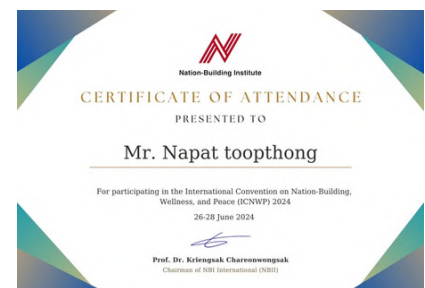 Nation-Building Institute
CERTIFICATE OF ATTENDANCE
PRESENTED TO
Mr. Napat toopthong
For participating in the International Convention on Nation-Building,
Wellness, and Peace (ICNWP) 2024
26-28 June 2024
Prof. Dr. Kriengsak Chareonwongsak
Chairman of NBI International (NBII)